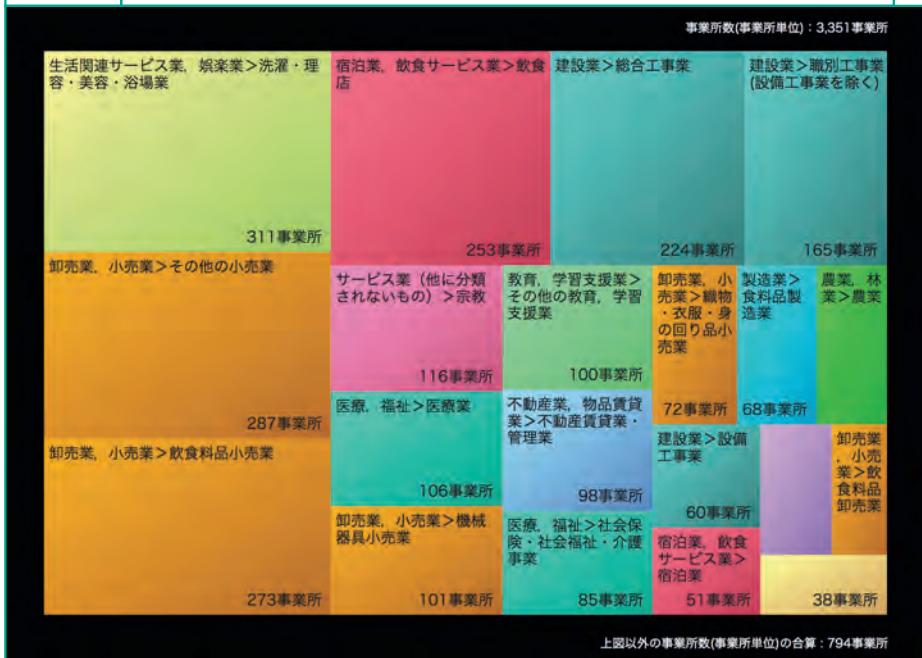 事業所数(事業所単位)：3,351事業所
生活関連サービス業，娯楽業＞洗濯・理
容・美容・浴場業
311事業所
宿泊業，飲食サービス業＞飲食
店
253事業所
建設業＞総合工事業
224事業所
建設業＞職別工事業
(設備工事業を除く)
165事業所
卸売業，小売業＞その他の小売業
287事業所
サービス業（他に分類
されないもの）＞宗教
116事業所
教育，学習支援業＞
その他の教育，学習
支援業
100事業所
卸売業，小
売業＞織物
・衣服・身
の回り品小
売業
72事業所
製造業＞
食料品製
造業
68事業所
農業，林
業＞農業
卸売業，小売業＞飲食料品小売業
273事業所
医療，福祉＞医療業
106事業所
不動産業，物品賃貸
業＞不動産賃貸業・
管理業
98事業所
建設業＞設備
工事業
60事業所
卸売業
，小売
業＞飲
食料品
卸売業
卸売業，小売業＞機械
器具小売業
101事業所
医療，福祉＞社会保
険・社会福祉・介護
事業
85事業所
宿泊業，飲食
サービス業＞
宿泊業
51事業所
38事業所
上図以外の事業所数(事業所単位)の合算：794事業所